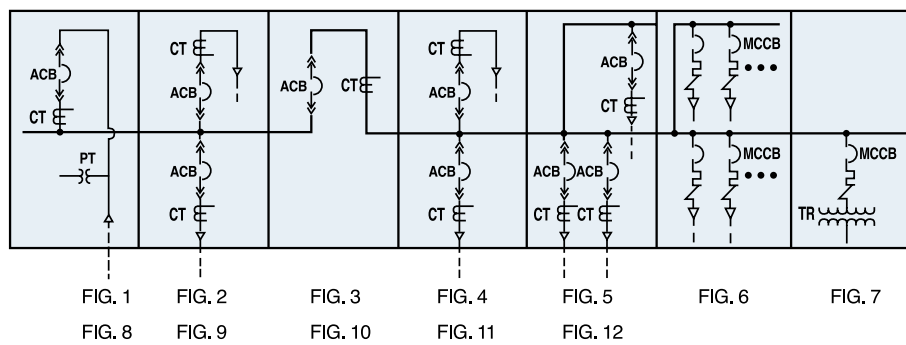 ACB
CT
PT
CT
ACB
ACB
CT
ACB
CT
CT
ACB
ACB
CT
ACB
CT
ACB
ACB
CT
CT
MCCB
MCCB
MCCB
TR
FIG. 1 FIG. 2 FIG. 3 FIG. 4 FIG. 5 FIG. 6 FIG. 7
FIG. 8 FIG. 9 FIG. 10 FIG. 11 FIG. 12